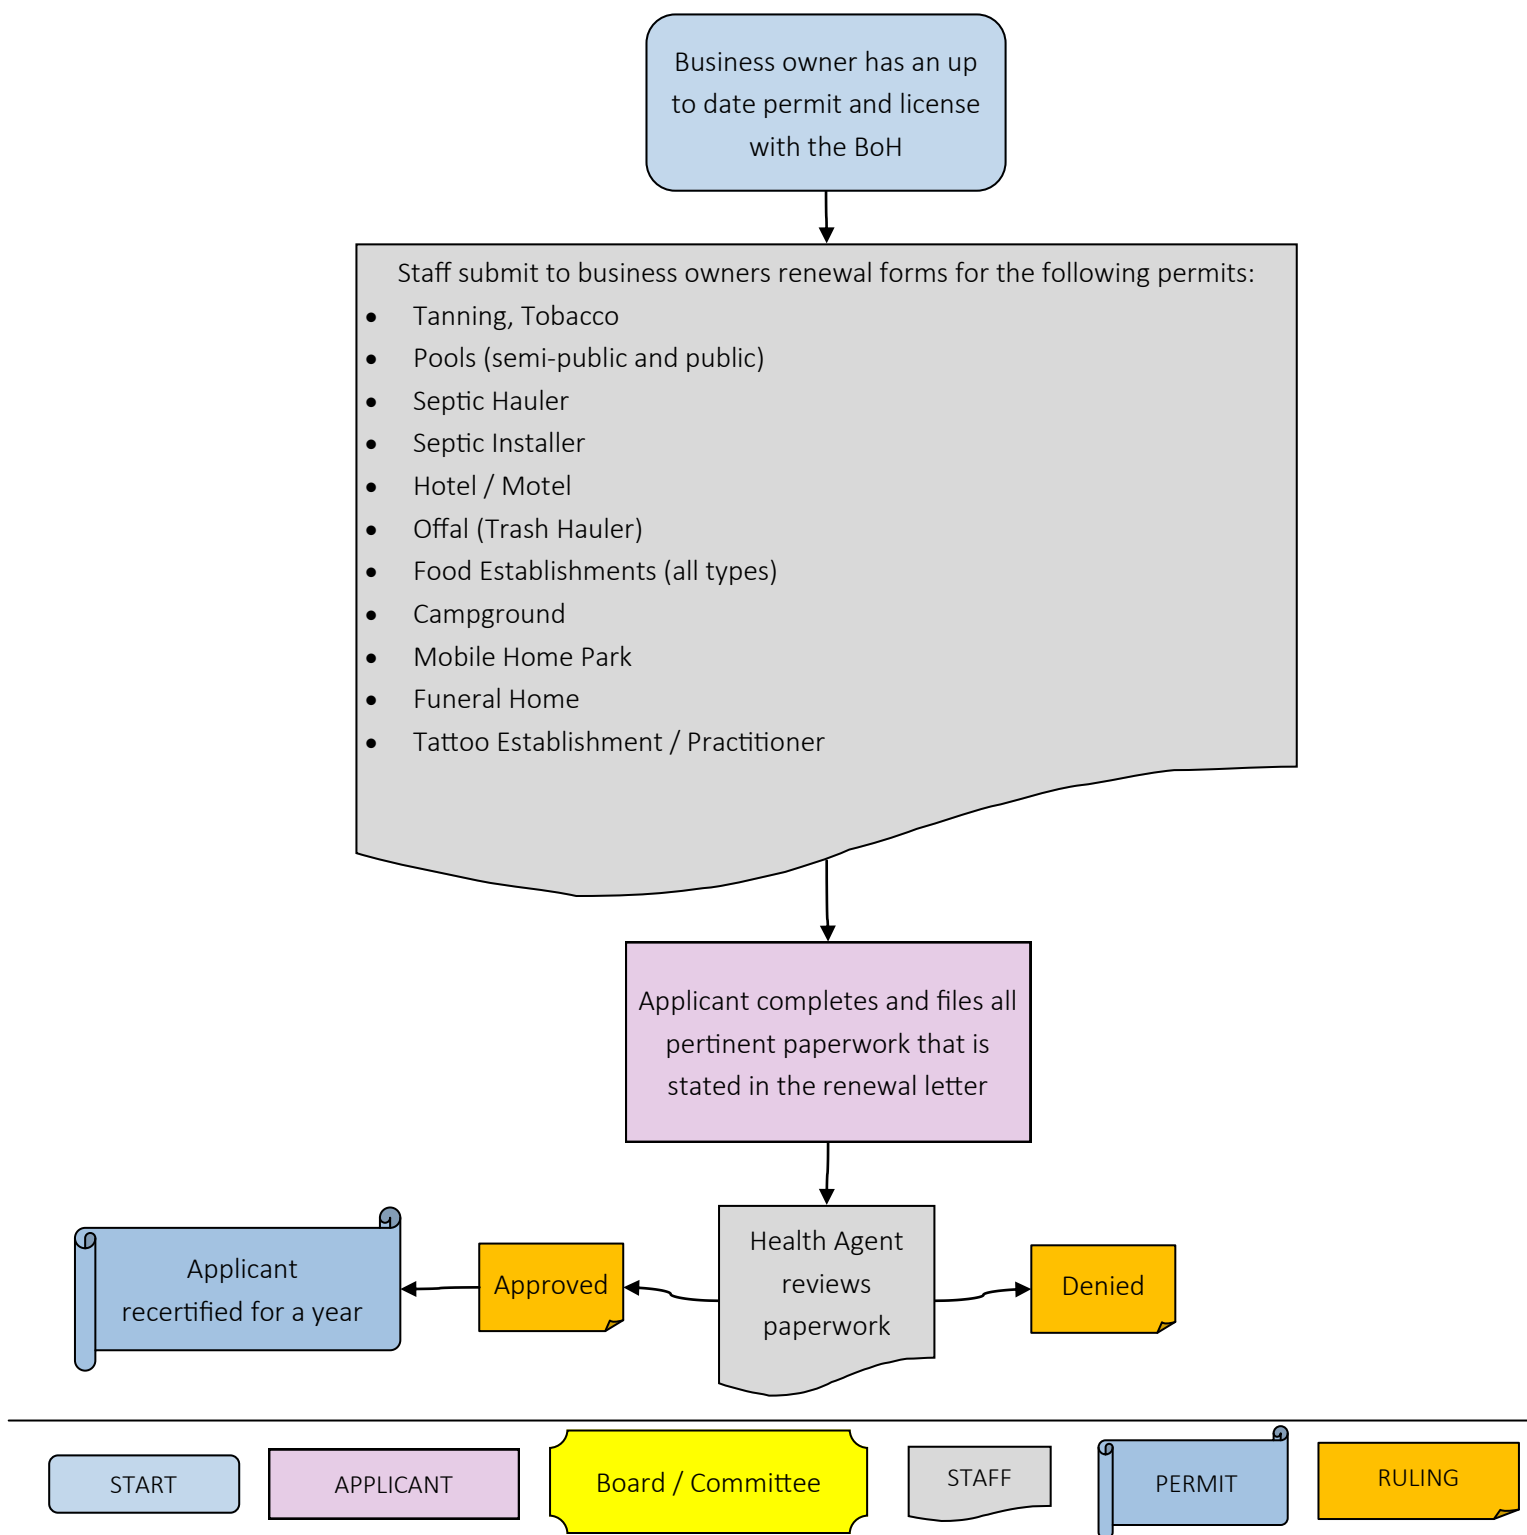 Business owner has an up
to date permit and license
with the BoH
Staff submit to business owners renewal forms for the following permits:
• Tanning, Tobacco
• Pools (semi-public and public)
• Septic Hauler
• Septic Installer
• Hotel / Motel
• Offal (Trash Hauler)
• Food Establishments (all types)
• Campground
• Mobile Home Park
• Funeral Home
• Tattoo Establishment / Practitioner
Applicant completes and files all
pertinent paperwork that is
stated in the renewal letter
Applicant
recertified for a year
Approved
Health Agent
reviews
paperwork
Denied
START
APPLICANT
Board / Committee
STAFF
PERMIT
RULING